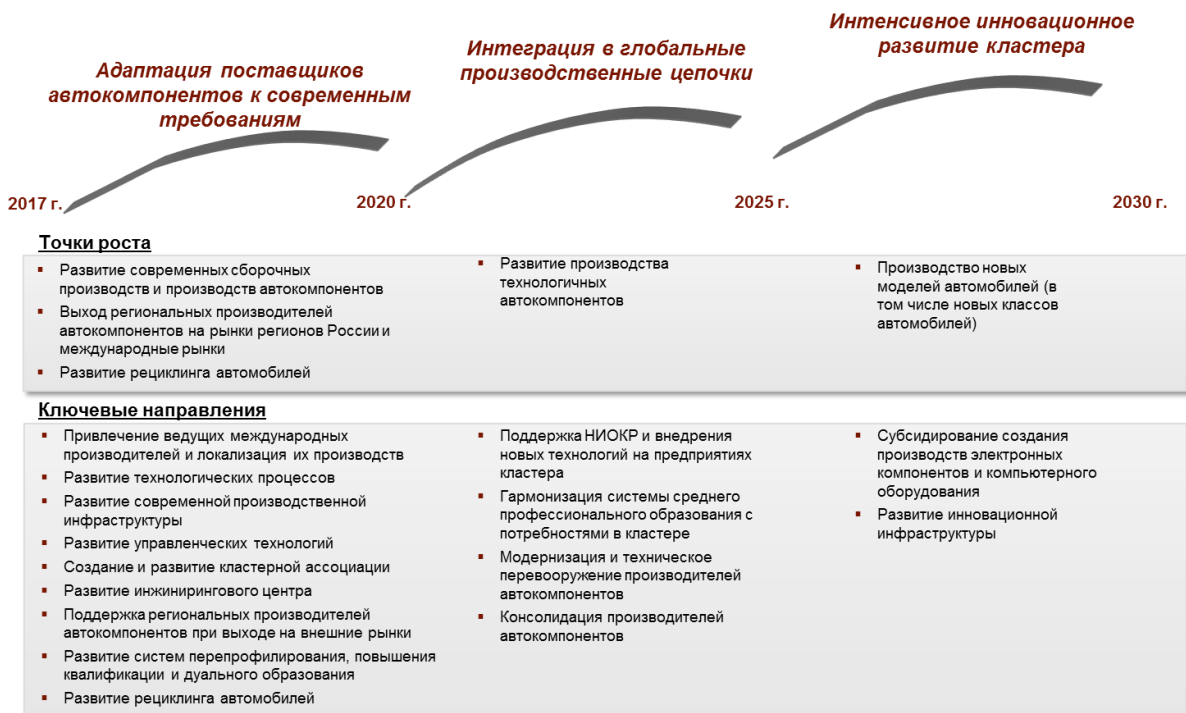 Адаптация поставщиков
автокомпонентов к современным
требованиям
Интеграция в глобальные
производственные цепочки
Интенсивное инновационное
развитие кластера
2017 г.
2020 г.
2025 г.
2030 г.
Точки роста
▪ Развитие современных сборочных
производств и производств автокомпонентов
▪ Выход региональных производителей
автокомпонентов на рынки регионов России и
международные рынки
▪ Развитие рециклинга автомобилей
▪ Развитие производства
технологичных
автокомпонентов
▪ Производство новых
моделей автомобилей (в
том числе новых классов
автомобилей)
Ключевые направления
▪ Привлечение ведущих международных
производителей и локализация их производств
▪ Развитие технологических процессов
▪ Развитие современной производственной
инфраструктуры
▪ Развитие управленческих технологий
▪ Создание и развитие кластерной ассоциации
▪ Развитие инжинирингового центра
▪ Поддержка региональных производителей
автокомпонентов при выходе на внешние рынки
▪ Развитие систем перепрофилирования, повышения
квалификации и дуального образования
▪ Развитие рециклинга автомобилей
▪ Поддержка НИОКР и внедрения
новых технологий на предприятиях
кластера
▪ Гармонизация системы среднего
профессионального образования с
потребностями в кластере
▪ Модернизация и техническое
перевооружение производителей
автокомпонентов
▪ Консолидация производителей
автокомпонентов
▪ Субсидирование создания
производств электронных
компонентов и компьютерного
оборудования
▪ Развитие инновационной
инфраструктуры